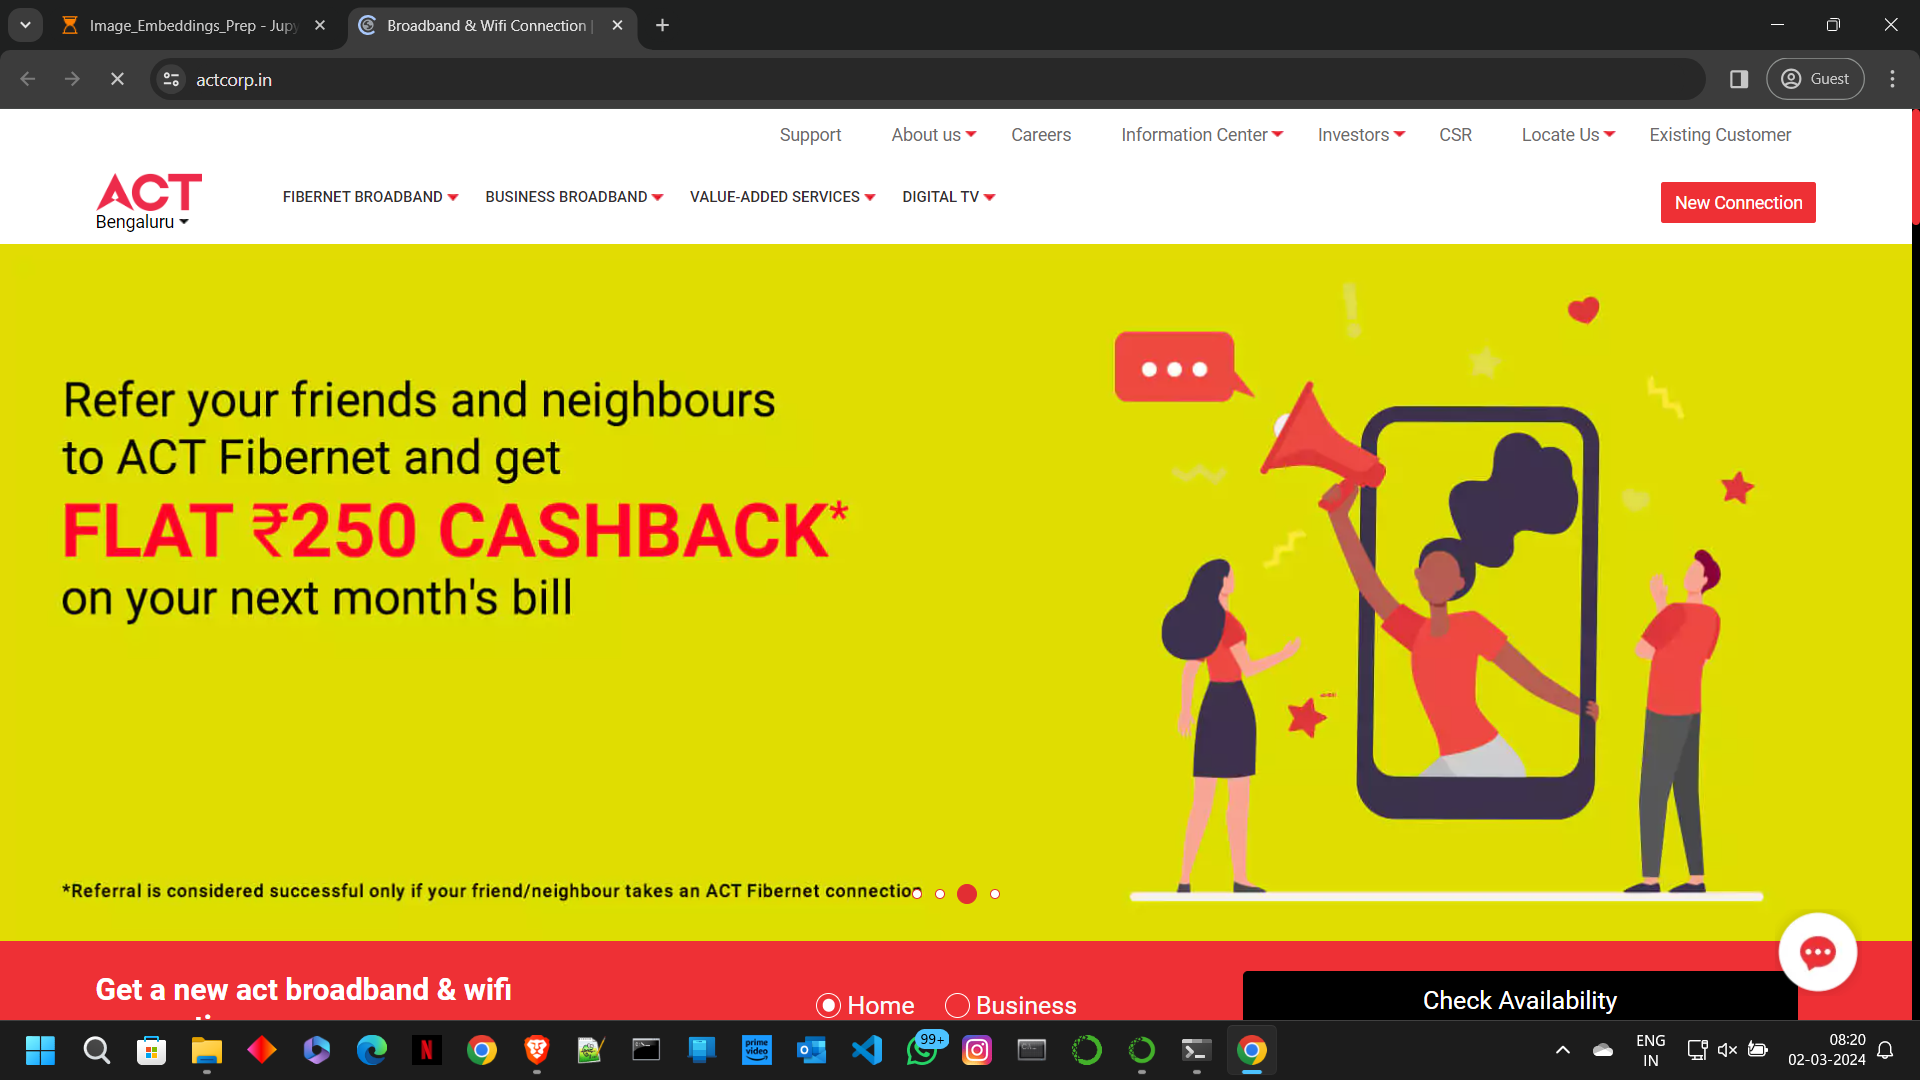 Image_Embeddings_Prep - Jupy
Broadband & Wifi Connection |
actcorp.in
Guest
Support
About us
Careers
Information Center
Investors
CSR
Locate Us
Existing Customer
ACT
Bengaluru
FIBERNET BROADBAND
BUSINESS BROADBAND
VALUE-ADDED SERVICES
DIGITAL TV
New Connection
Refer your friends and neighbours
to ACT Fibernet and get
FLAT ₹250 CASHBACK*
on your next month's bill
*Referral is considered successful only if your friend/neighbour takes an ACT Fibernet connection
Get a new act broadband & wifi
Home
Business
Check Availability
prime video
99+
ENG
IN
08:20
02-03-2024